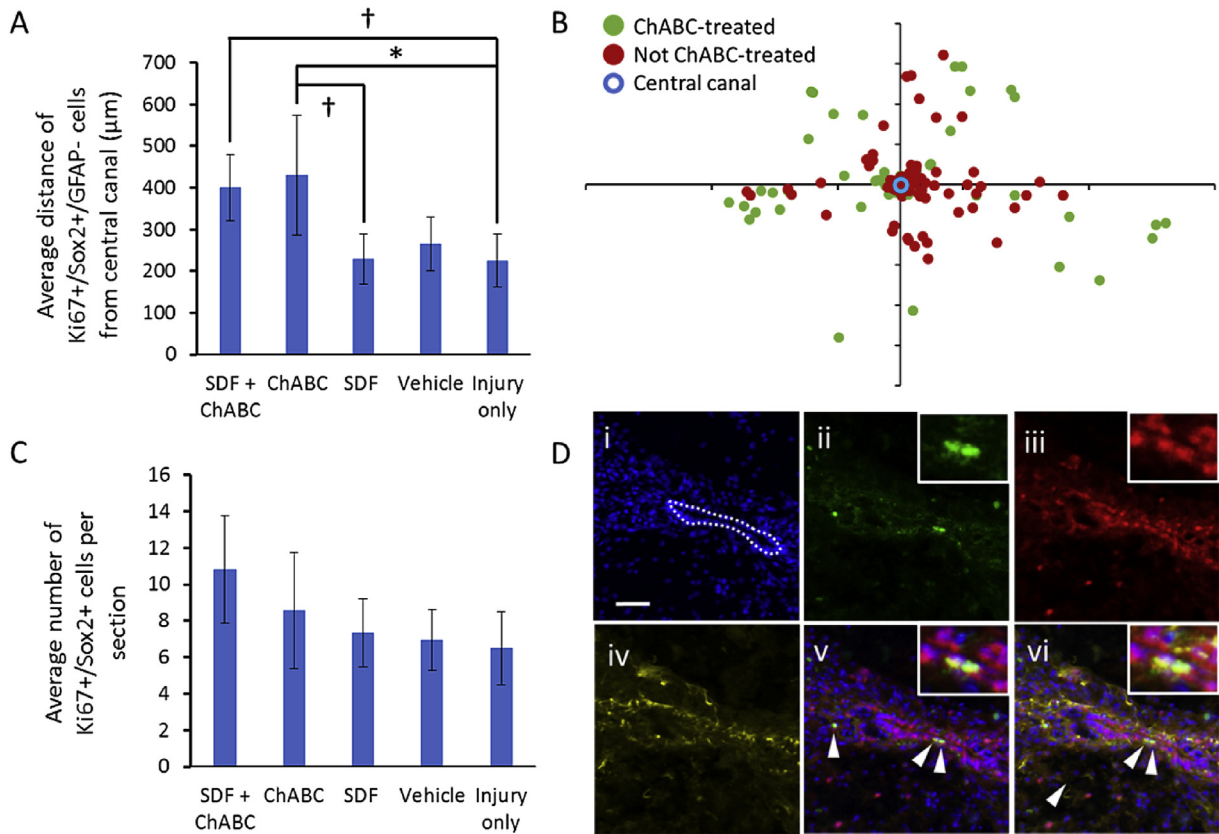 A
†
*
†
700
600
500
400
300
200
100
0
Average distance of
Ki67+/Sox2+/GFAP- cells
from central canal (µm)
SDF +
ChABC
ChABC
SDF
Vehicle
Injury
only
B
ChABC-treated
Not ChABC-treated
Central canal
C
16
14
12
10
8
6
4
2
0
Average number of
Ki67+/Sox2+ cells per
section
SDF +
ChABC
ChABC
SDF
Vehicle
Injury
only
D
i
ii
iii
iv
v
vi